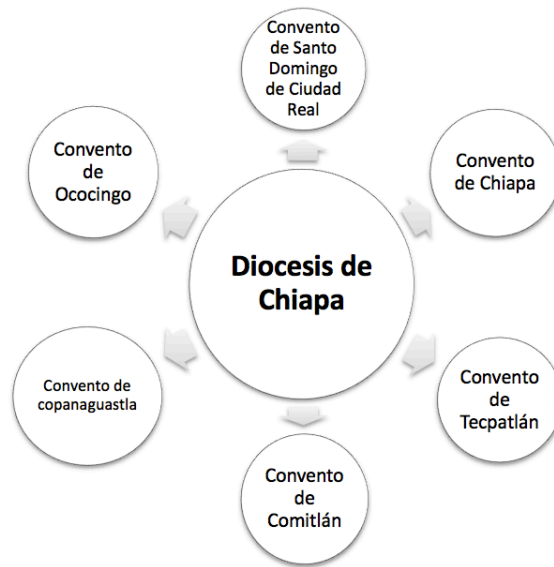 Convento
de Santo
Domingo
de Ciudad
Real
Convento
de
Ococingo
Convento
de Chiapa
Diocesis de
Chiapa
Convento de
copanaguastla
Convento
de
Tecpatlán
Convento
de
Comitlán